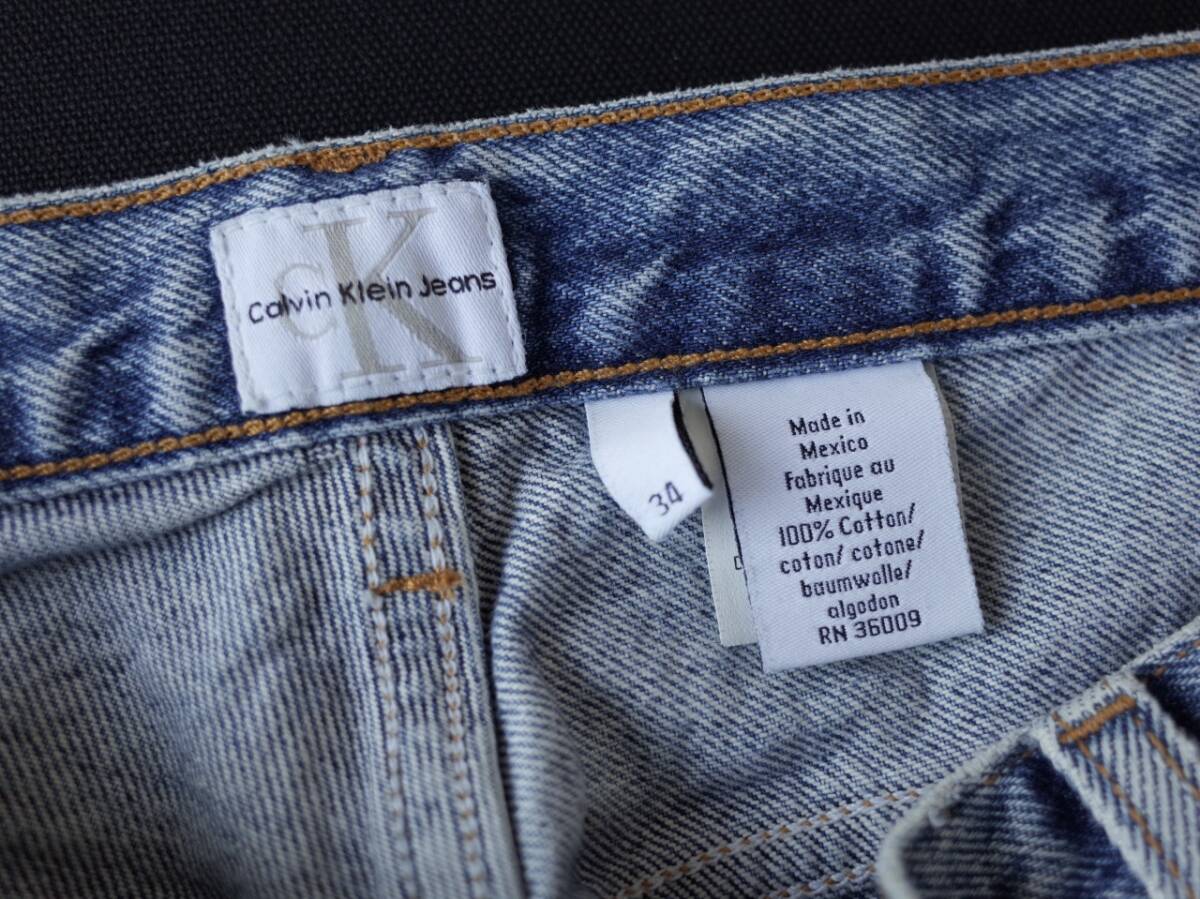 CK
Calvin Klein Jeans
34
Made in
Mexico
Fabrique au
Mexique
100% Cotton/
coton/ cotone/
baumwolle/
algodon
RN 36009